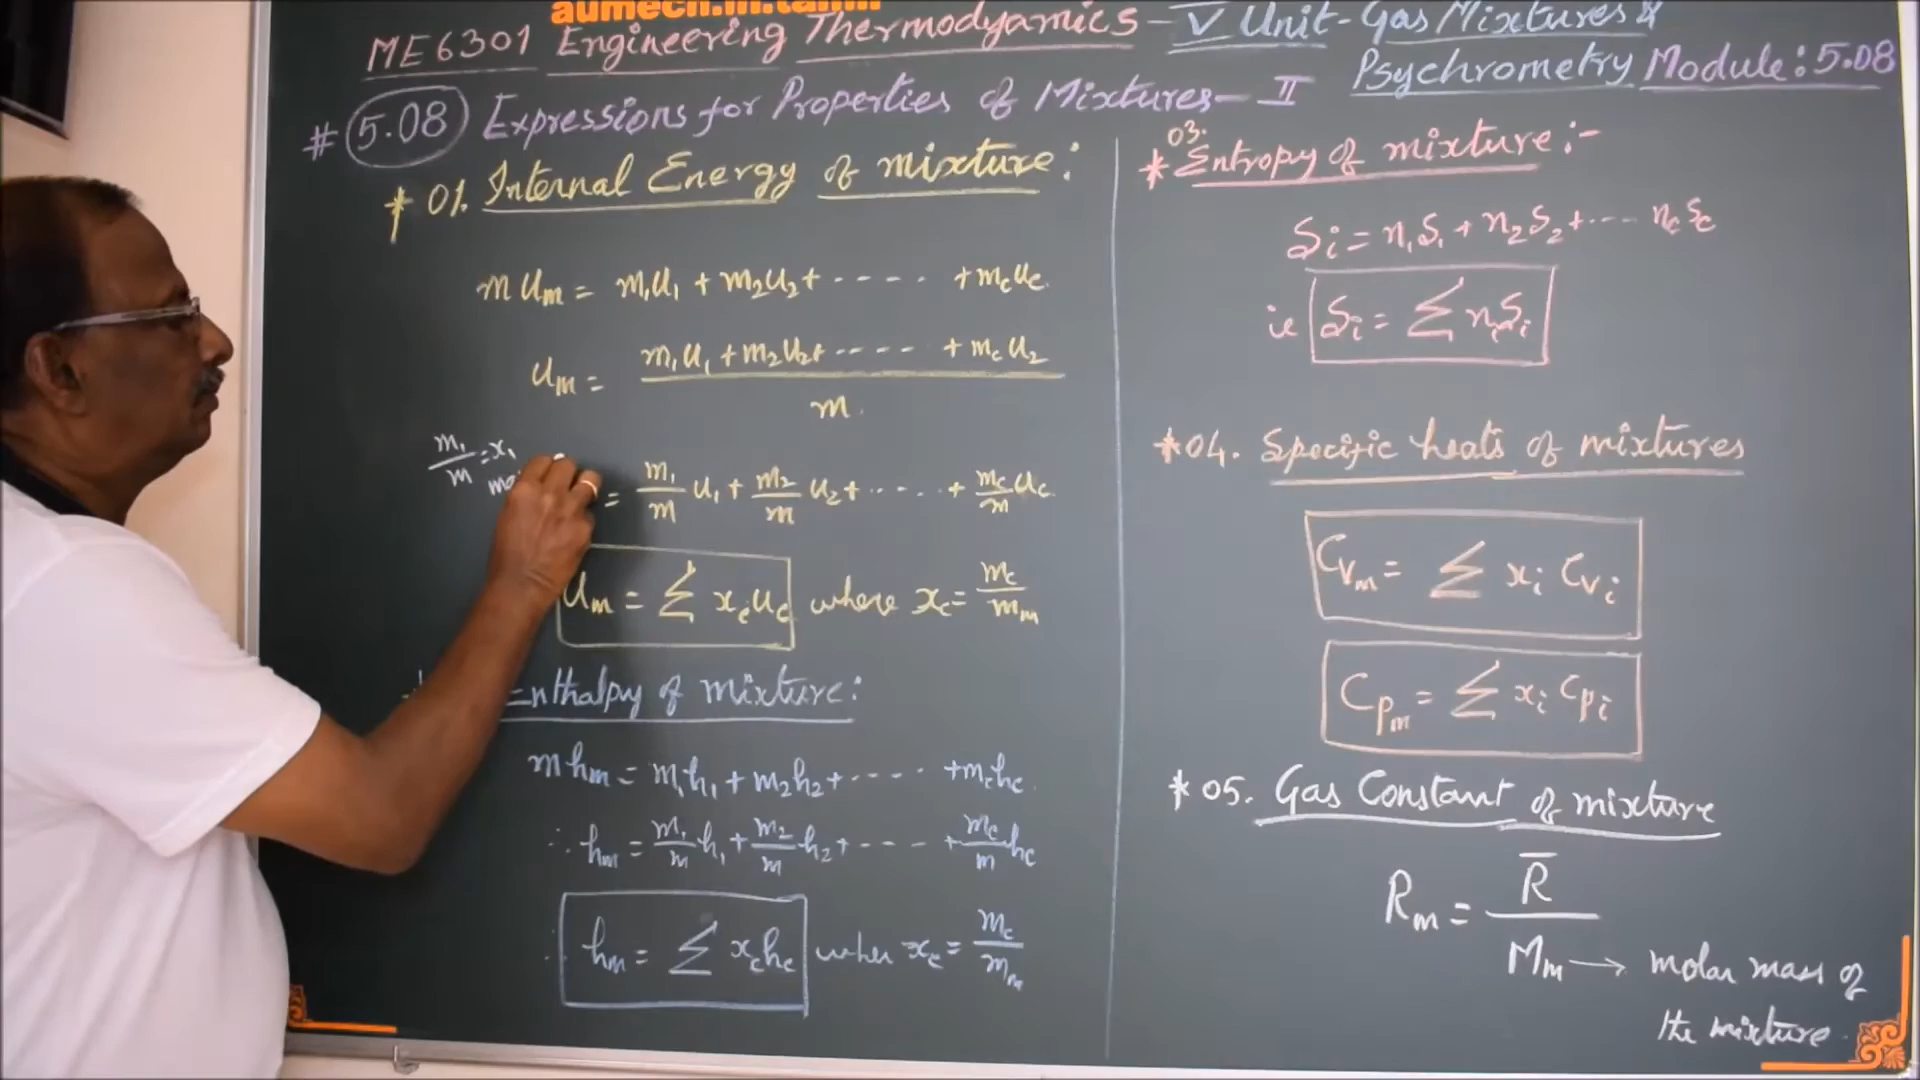 aumech.in.tamil
ME6301 Engineering Thermodyamics - V Unit - Gas Mixtures &
Psychrometry Module: 5.08
# 5.08 Expressions for Properties of Mixtures - II
* 01. Internal Energy of mixture:
m um = m1u1 + m2u2 + ----- + mcuc.
um = m1u1 + m2u2 + ----- + mcu2 / m.
m1/m = x1
= m1/m u1 + m2/m u2 + ----- + mc/m uc.
um = Σ xcuc where xc = mc/mm
Enthalpy of mixture:
m hm = m1h1 + m2h2 + ----- + mchc.
∴ hm = m1/m h1 + m2/m h2 + ---- + mc/m hc
∴ hm = Σ xchc when xc = mc/mm
* 03. Entropy of mixture:-
Si = n1S1 + n2S2 + ---- ncSc
ie Si = Σ niSi
* 04. Specific heats of mixtures
Cvm = Σ xi Cvi
Cpm = Σ xi Cpi
* 05. Gas Constant of mixture
Rm = R̄ / Mm → molar mass of
the mixture.